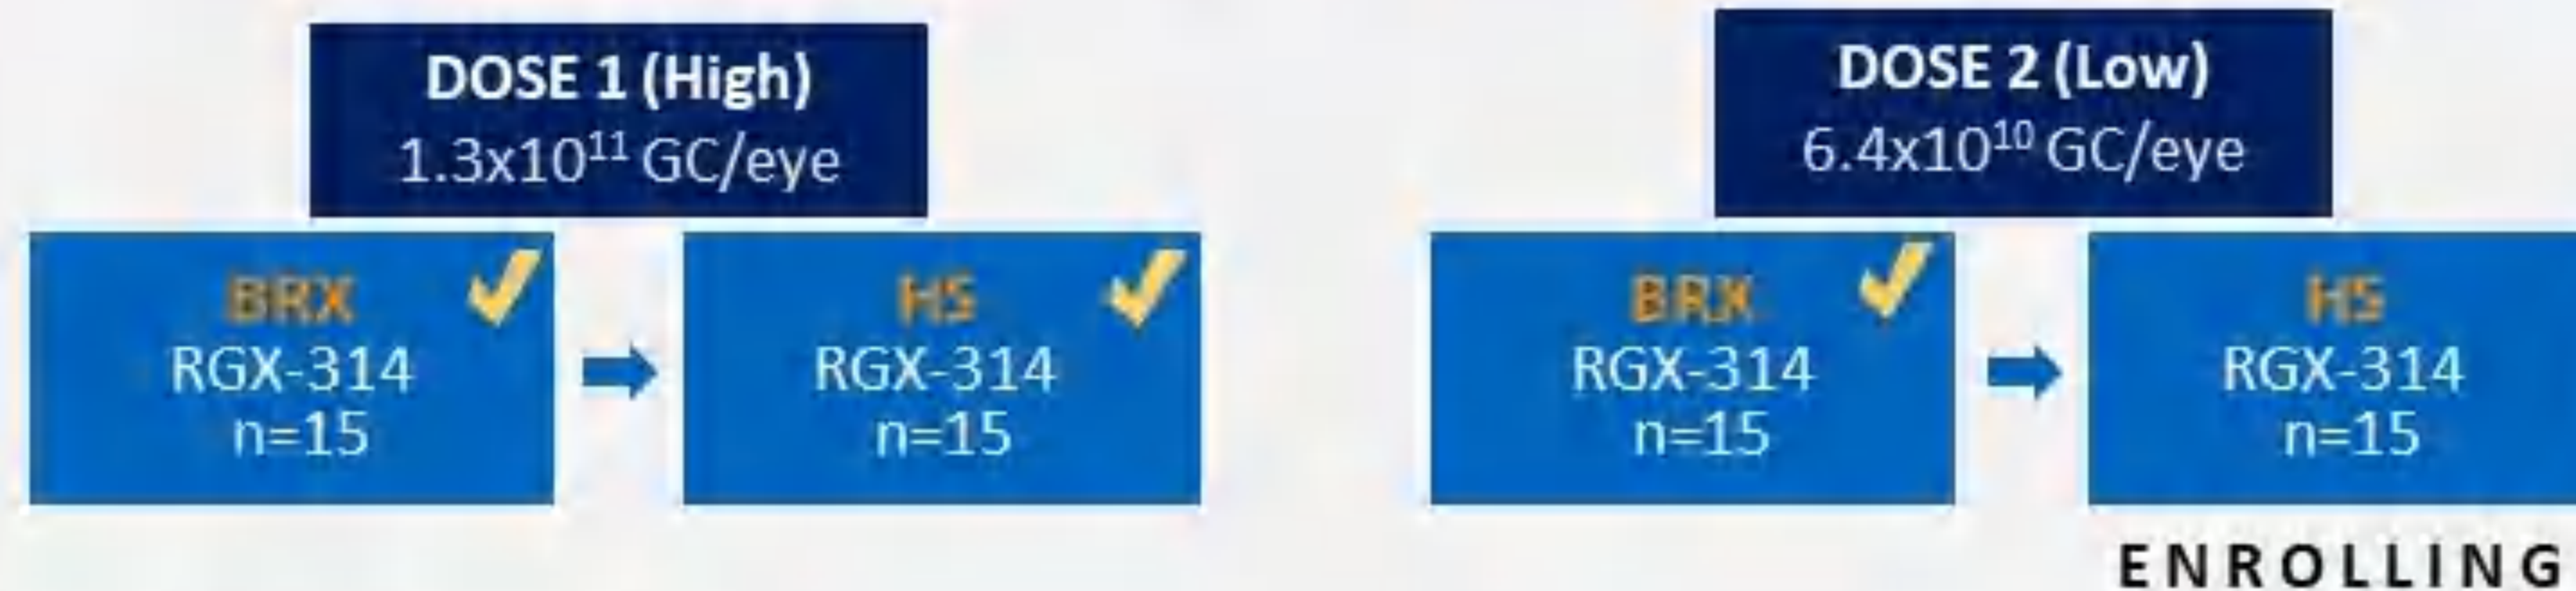 DOSE 1 (High)
1.3x10¹¹ GC/eye
BRX
RGX-314
n=15
HS
RGX-314
n=15
DOSE 2 (Low)
6.4x10¹⁰ GC/eye
BRX
RGX-314
n=15
HS
RGX-314
n=15
ENROLLING